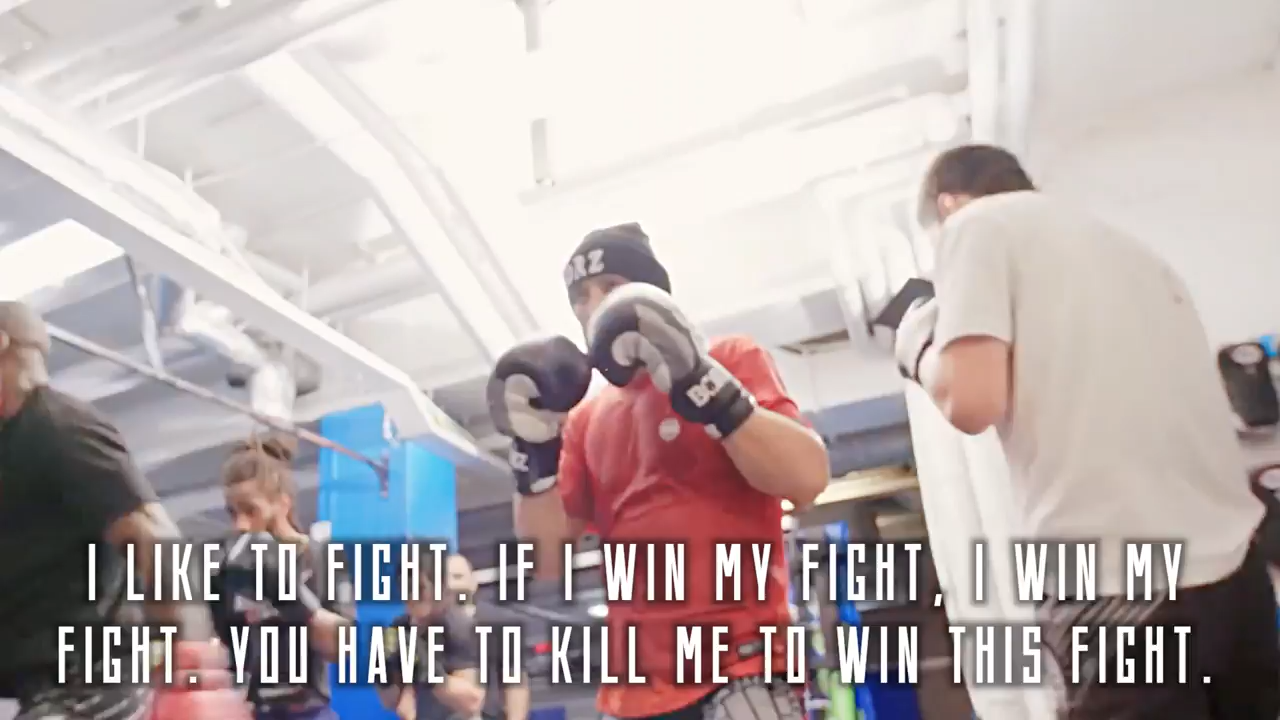 ORZ
I LIKE TO FIGHT. IF I WIN MY FIGHT, I WIN MY
FIGHT. YOU HAVE TO KILL ME TO WIN THIS FIGHT.